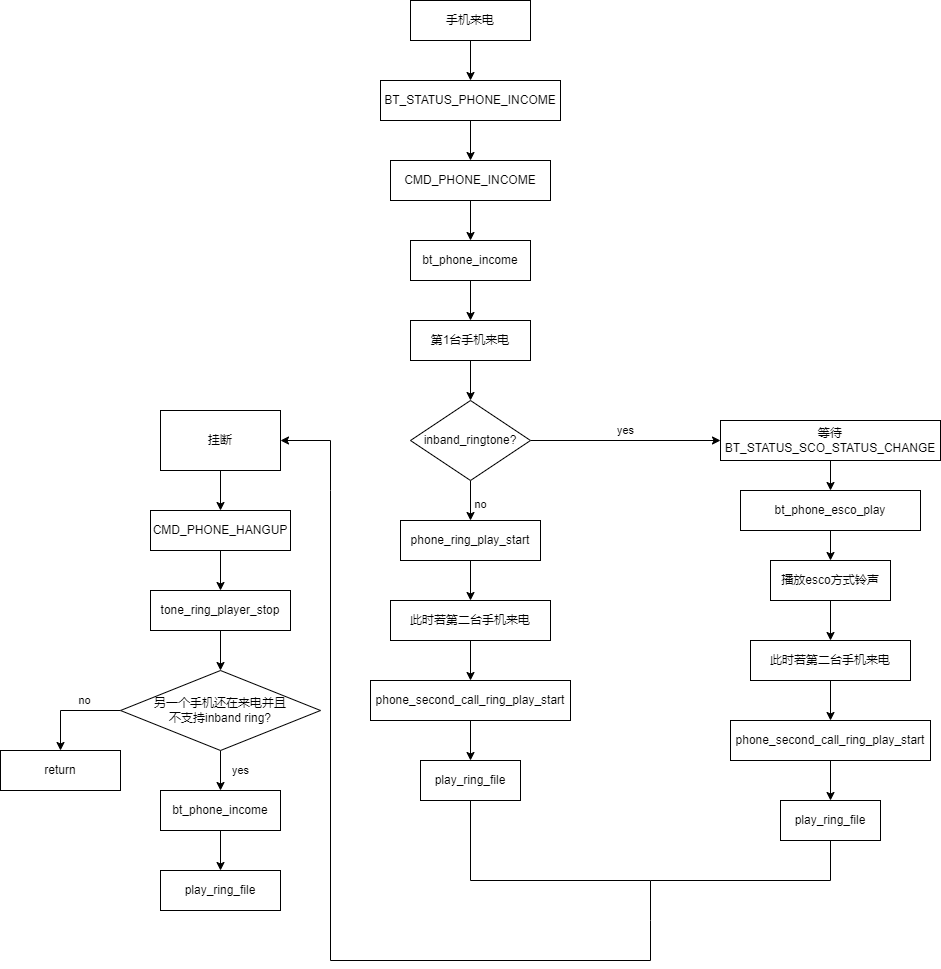 手机来电
BT_STATUS_PHONE_INCOME
CMD_PHONE_INCOME
bt_phone_income
第1台手机来电
inband_ringtone?
yes
等待
BT_STATUS_SCO_STATUS_CHANGE
no
phone_ring_play_start
此时若第二台手机来电
phone_second_call_ring_play_start
play_ring_file
bt_phone_esco_play
播放esco方式铃声
此时若第二台手机来电
phone_second_call_ring_play_start
play_ring_file
挂断
CMD_PHONE_HANGUP
tone_ring_player_stop
另一个手机还在来电并且
不支持inband ring?
no
return
yes
bt_phone_income
play_ring_file